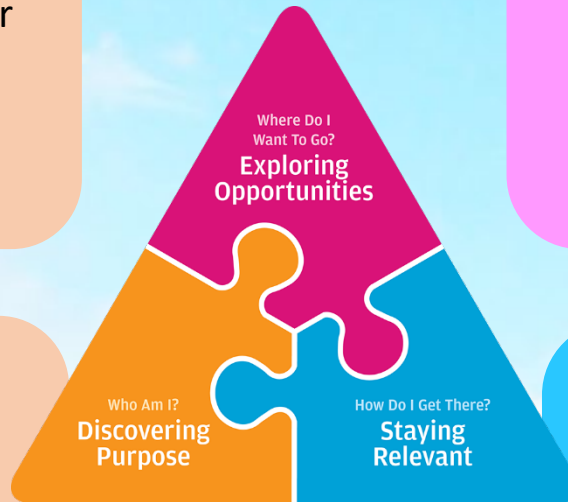 r
Where Do I
Want To Go?
Exploring
Opportunities
Who Am I?
Discovering
Purpose
How Do I Get There?
Staying
Relevant